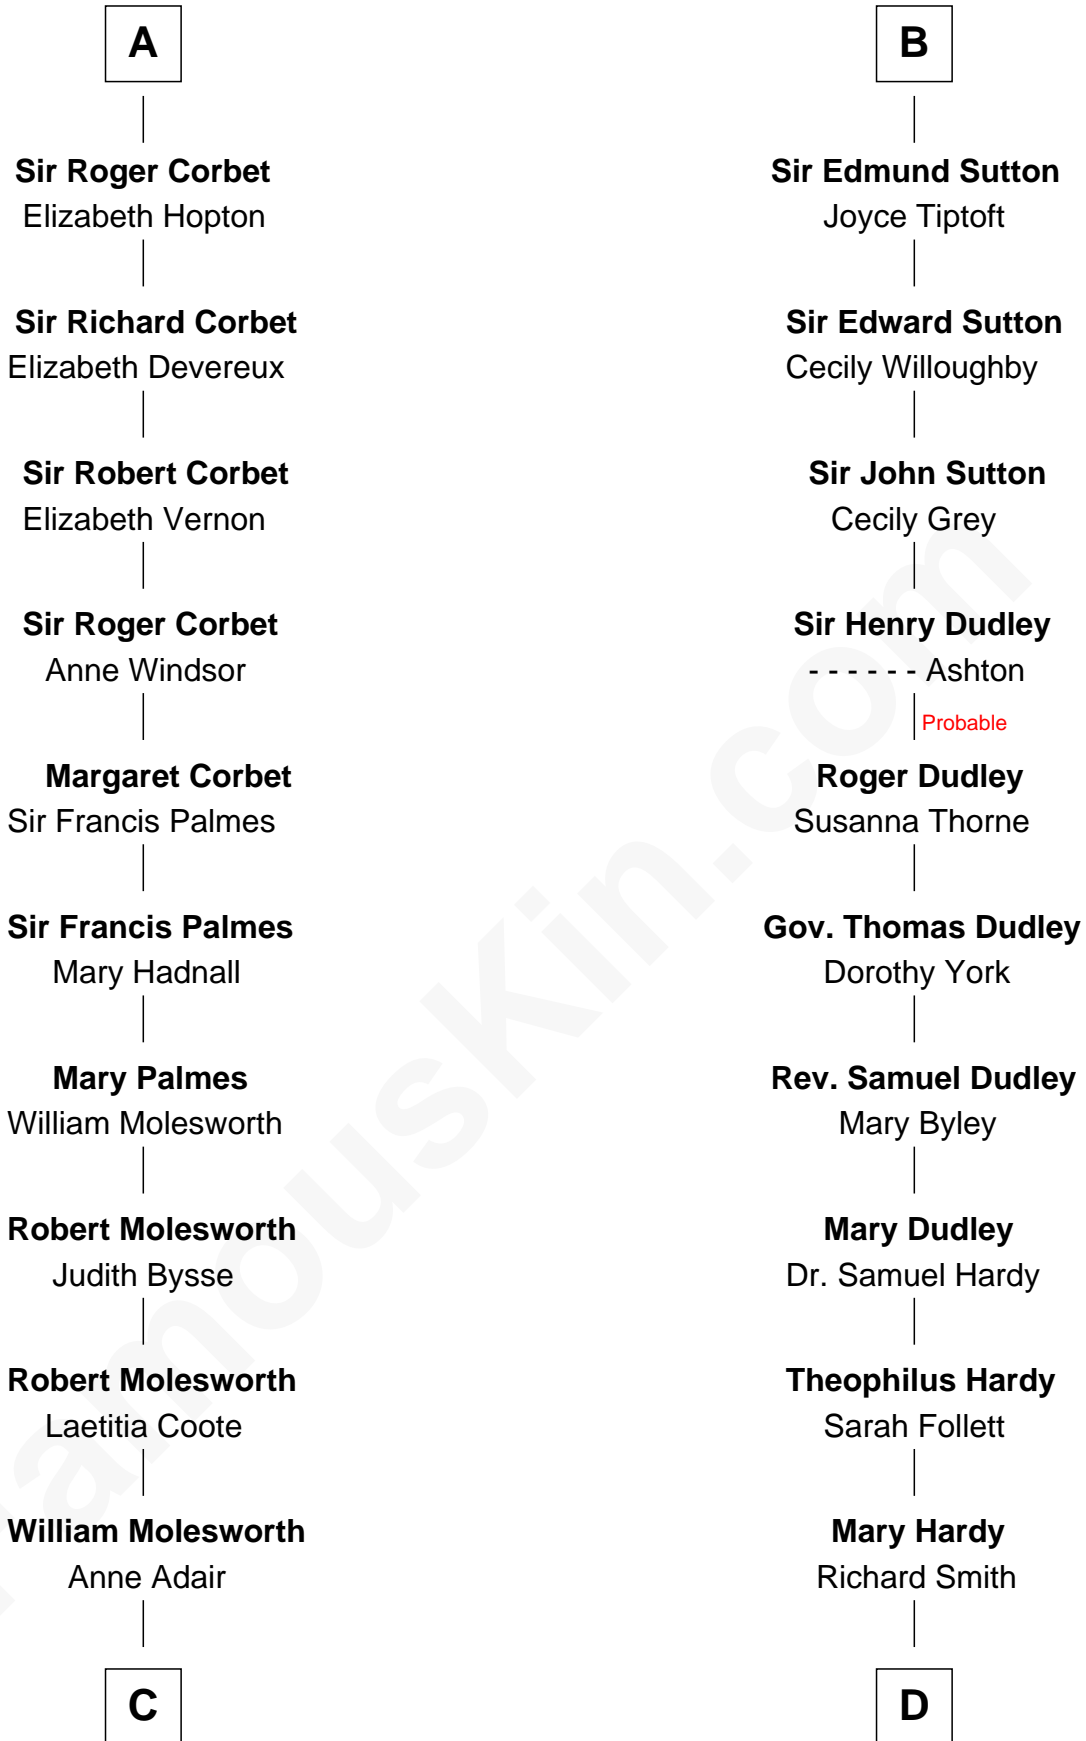 A
Sir Roger Corbet
Elizabeth Hopton
Sir Richard Corbet
Elizabeth Devereux
Sir Robert Corbet
Elizabeth Vernon
Sir Roger Corbet
Anne Windsor
Margaret Corbet
Sir Francis Palmes
Sir Francis Palmes
Mary Hadnall
Mary Palmes
William Molesworth
Robert Molesworth
Judith Bysse
Robert Molesworth
Laetitia Coote
William Molesworth
Anne Adair
C
B
Sir Edmund Sutton
Joyce Tiptoft
Sir Edward Sutton
Cecily Willoughby
Sir John Sutton
Cecily Grey
Sir Henry Dudley
- - - - - - Ashton
Probable
Roger Dudley
Susanna Thorne
Gov. Thomas Dudley
Dorothy York
Rev. Samuel Dudley
Mary Byley
Mary Dudley
Dr. Samuel Hardy
Theophilus Hardy
Sarah Follett
Mary Hardy
Richard Smith
D
FamousKin.com